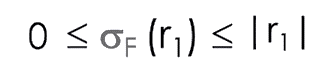 0 ≤ σF (r1) ≤ |r1|